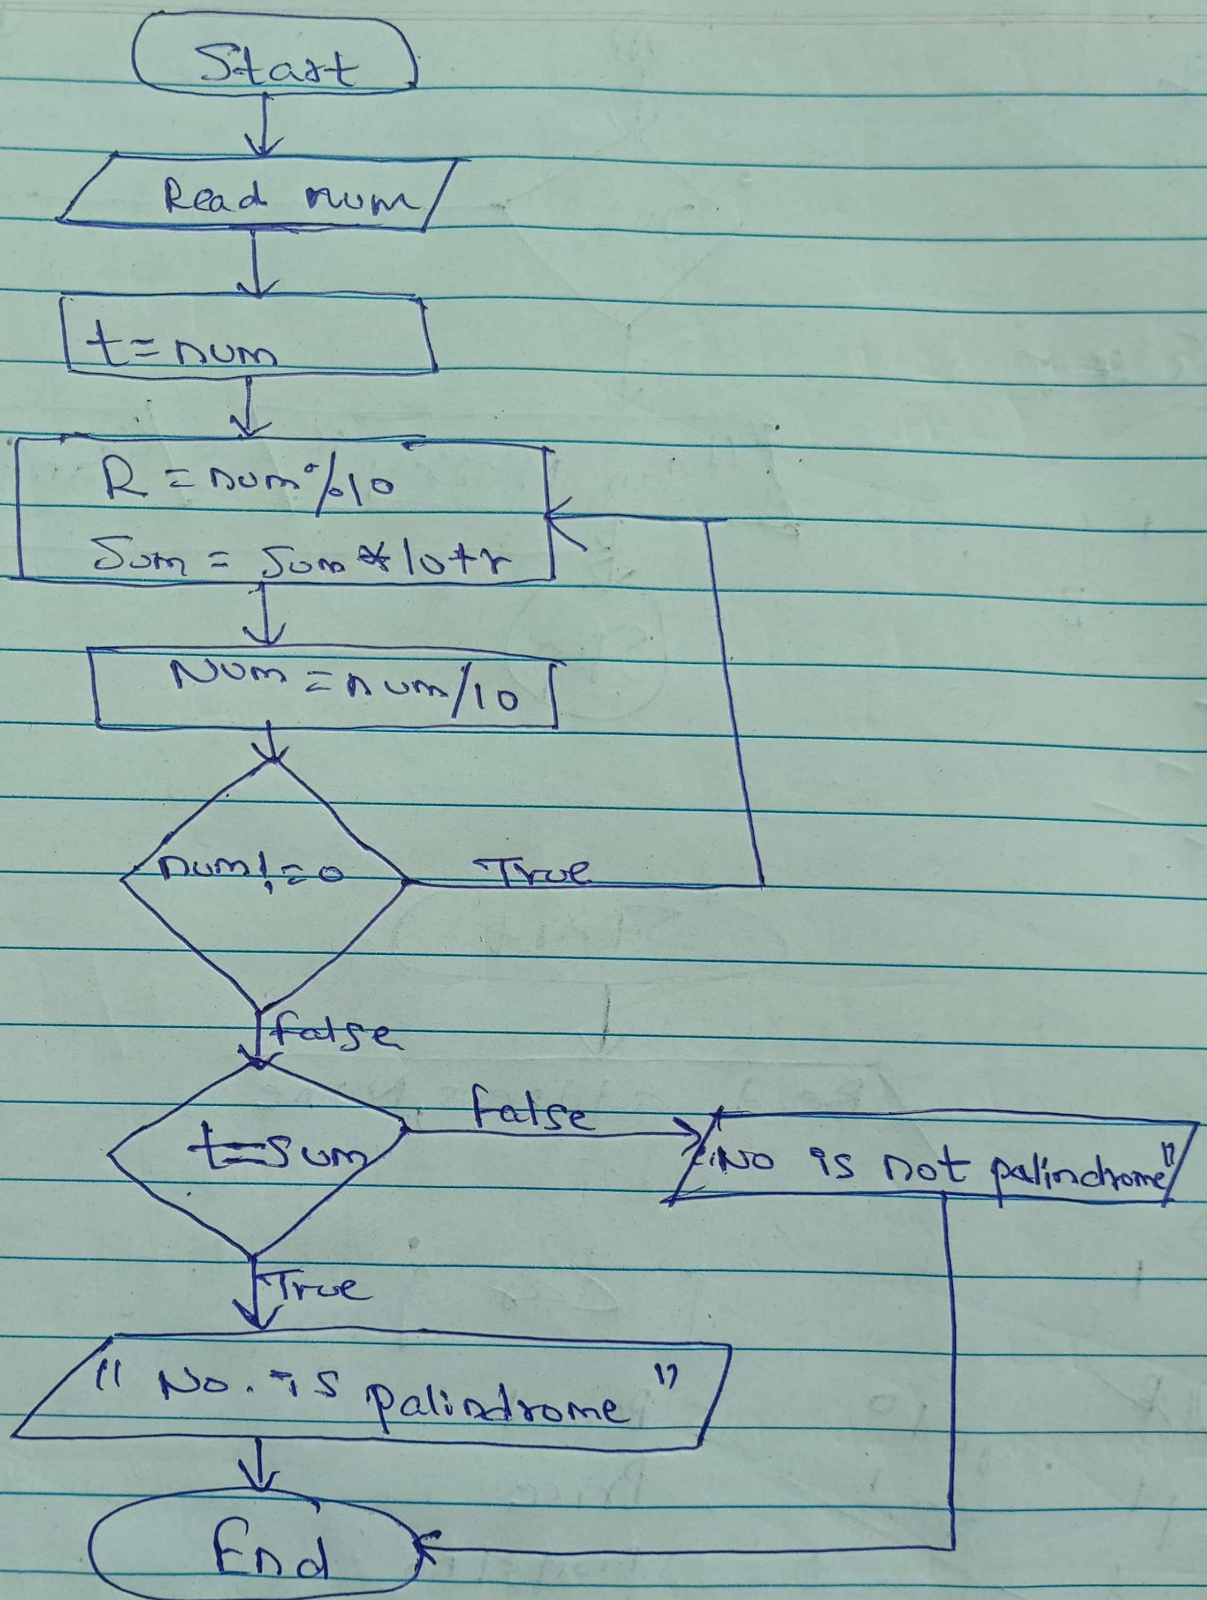 Start
Read num
t=num
R = num%10
Sum = Sum * 10+r
Num = num/10
num!=0
True
false
t=sum
false
"No is not palindrome"
True
" No. is palindrome "
End